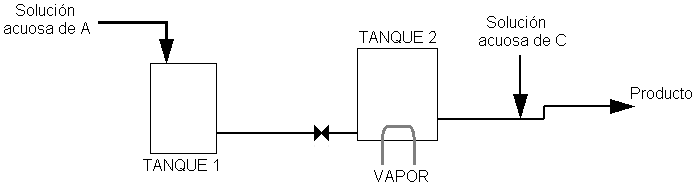 Solución
acuosa de A
TANQUE 1
TANQUE 2
VAPOR
Solución
acuosa de C
Producto